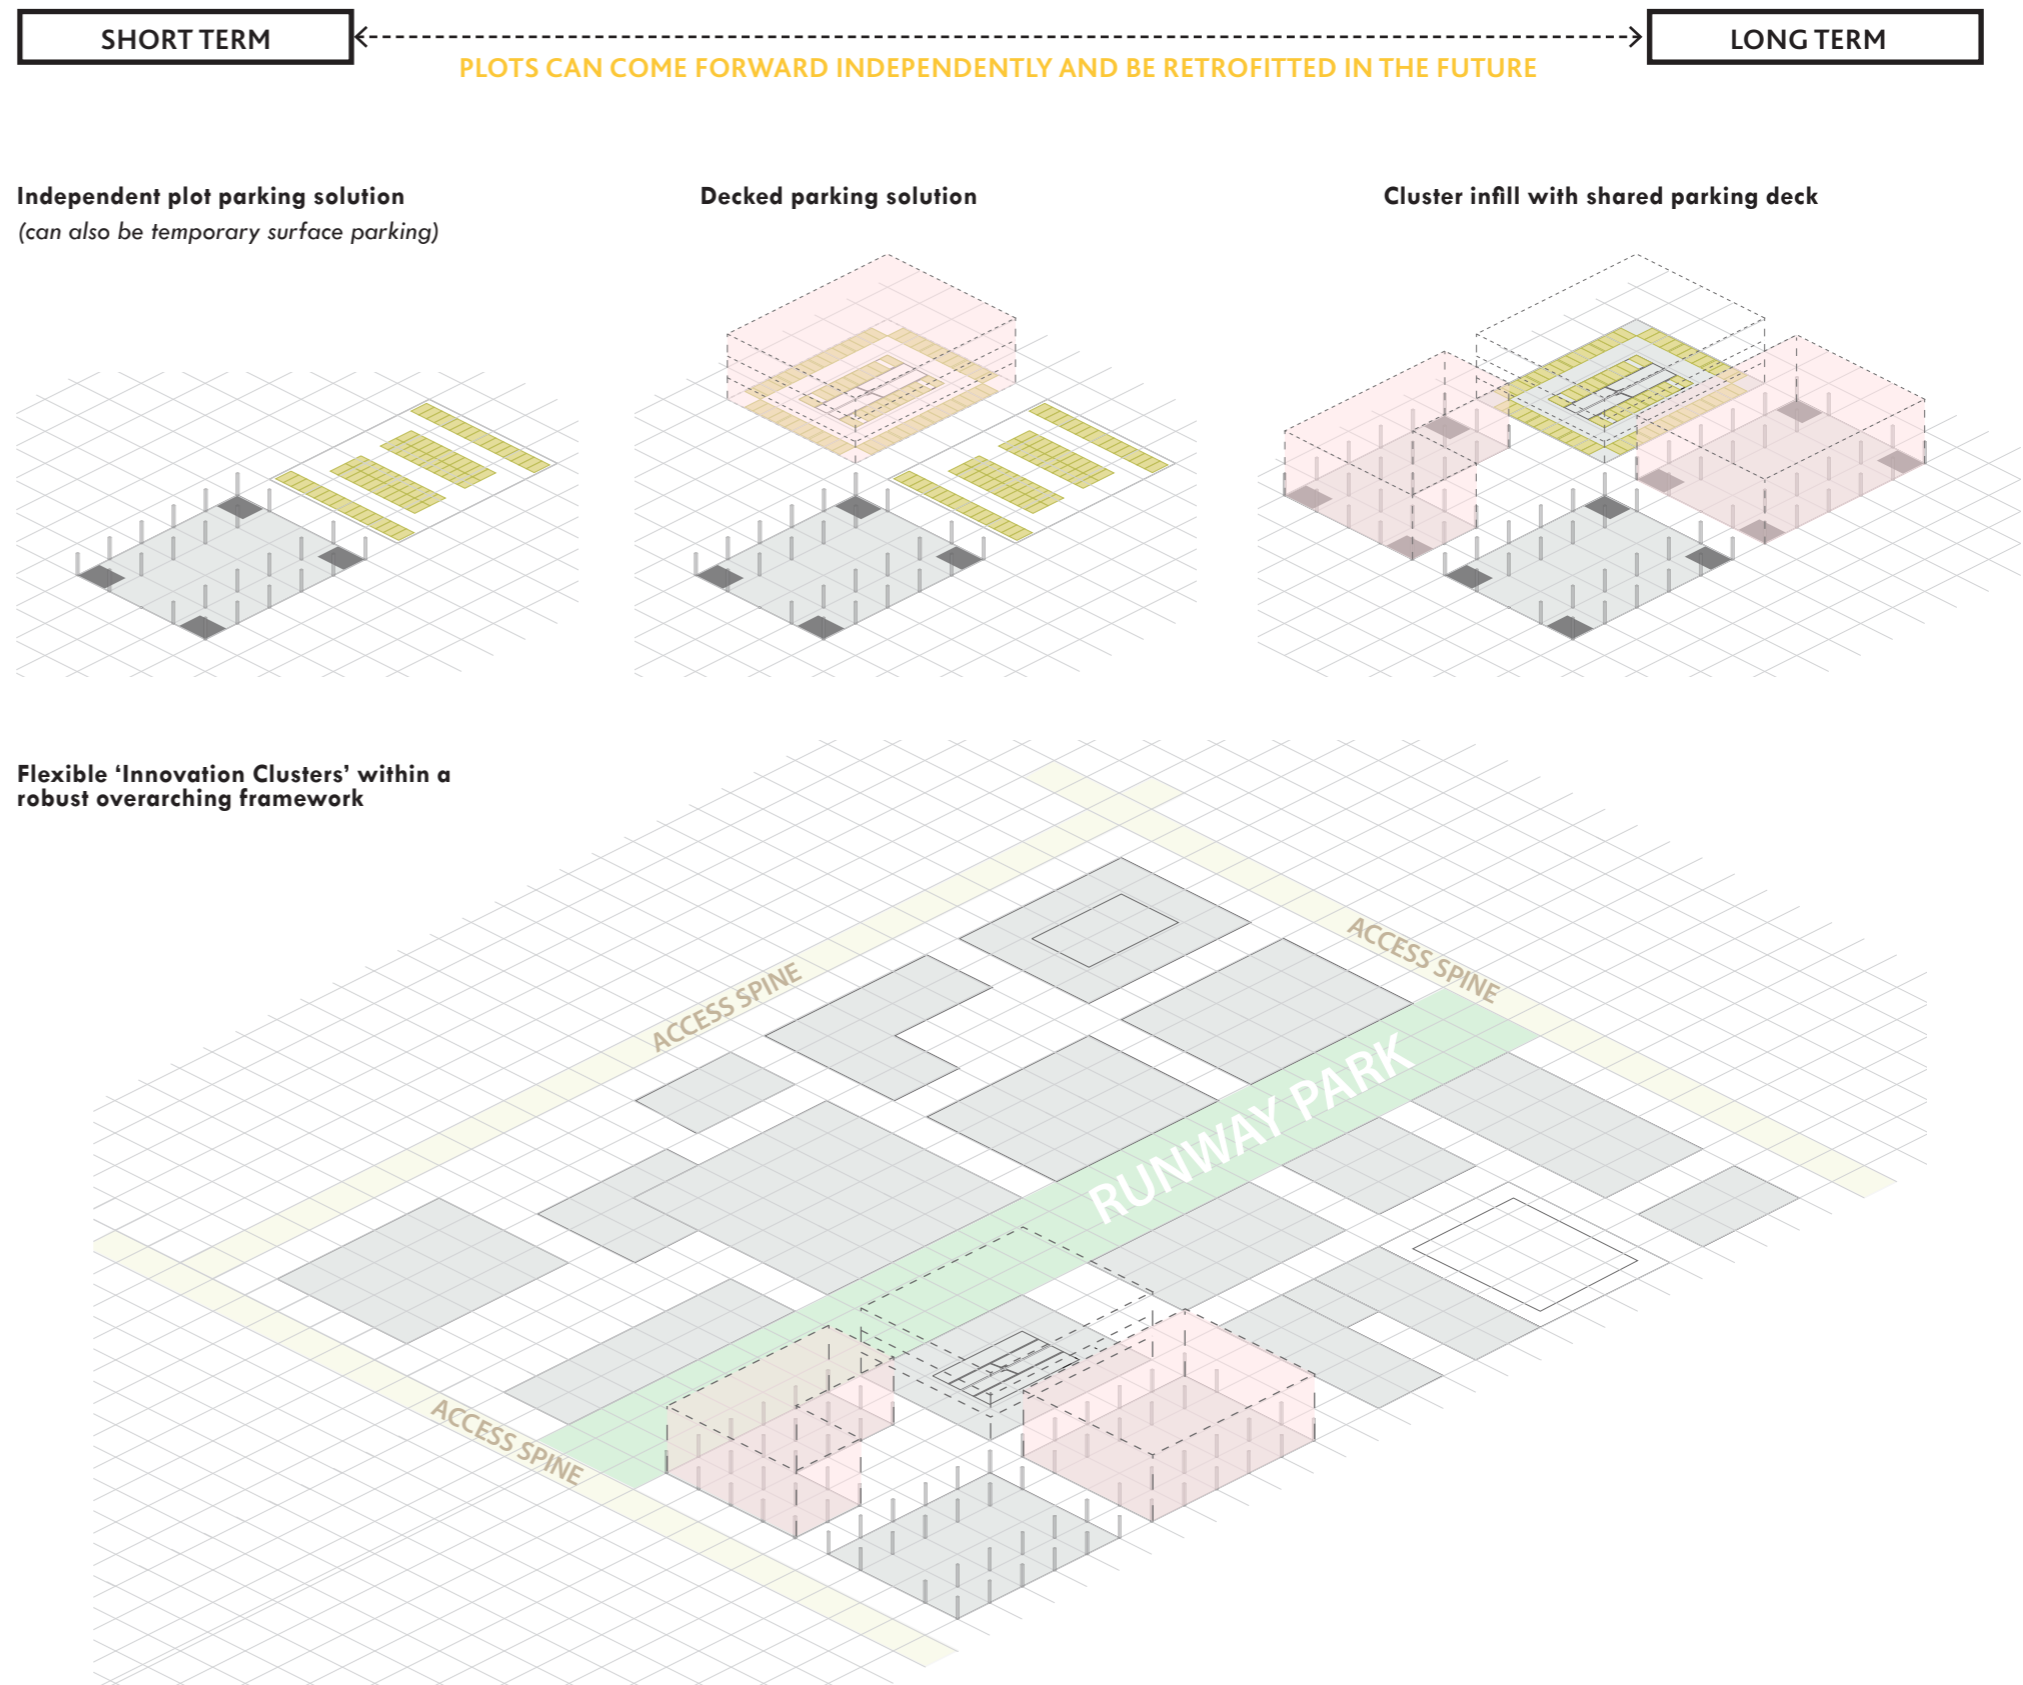 SHORT TERM
LONG TERM
PLOTS CAN COME FORWARD INDEPENDENTLY AND BE RETROFITTED IN THE FUTURE
Independent plot parking solution
(can also be temporary surface parking)
Decked parking solution
Cluster infill with shared parking deck
Flexible ‘Innovation Clusters’ within a
robust overarching framework
ACCESS SPINE
ACCESS SPINE
RUNWAY PARK
ACCESS SPINE